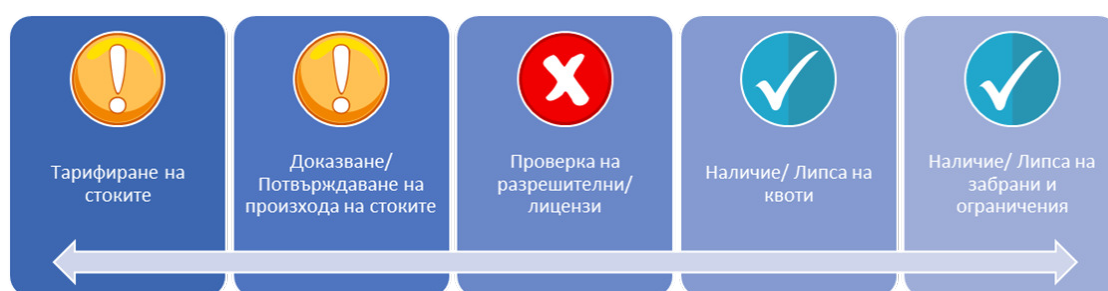 Тарифиране на
стоките
Доказване/
Потвърждаване на
произхода на стоките
Проверка на
разрешителни/
лицензи
Наличие/ Липса на
квоти
Наличие/ Липса на
забрани и
ограничения